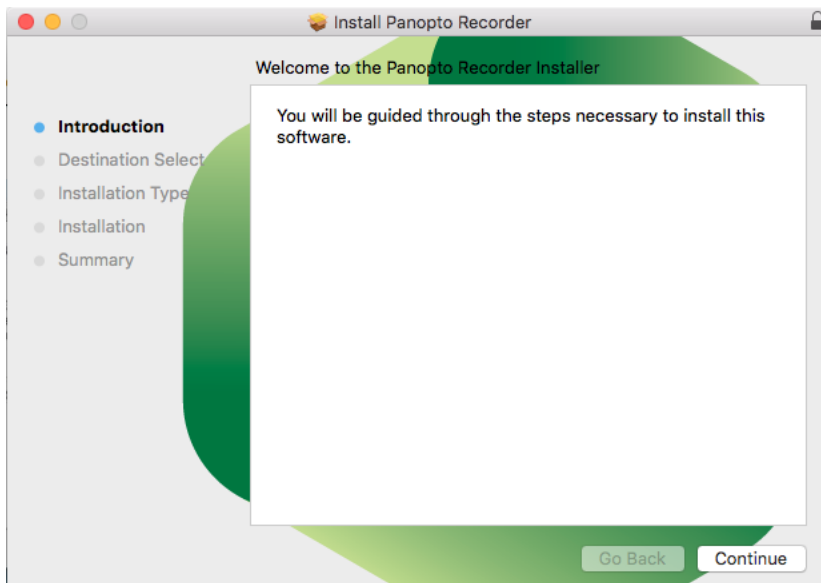 Install Panopto Recorder
Welcome to the Panopto Recorder Installer
Introduction
Destination Select
Installation Type
Installation
Summary
You will be guided through the steps necessary to install this
software.
Go Back
Continue